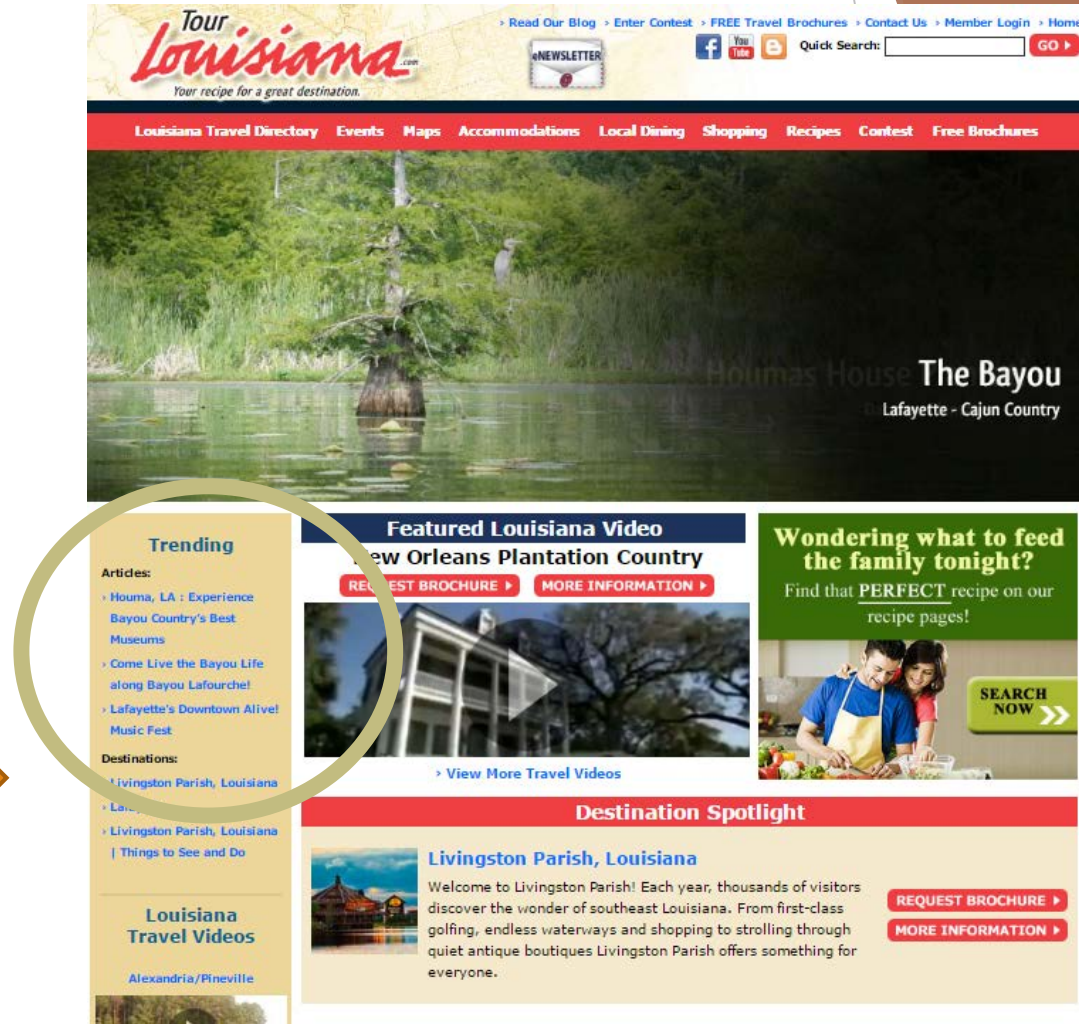 Tour
Louisiana.com
Your recipe for a great destination.
› Read Our Blog › Enter Contest › FREE Travel Brochures › Contact Us › Member Login › Home
eNEWSLETTER
You
Tube
Quick Search:
GO
Louisiana Travel Directory Events Maps Accommodations Local Dining Shopping Recipes Contest Free Brochures
Houmas House
The Bayou
Lafayette - Cajun Country
Trending
Articles:
› Houma, LA : Experience
Bayou Country's Best
Museums
› Come Live the Bayou Life
along Bayou Lafourche!
› Lafayette's Downtown Alive!
Music Fest
Destinations:
Livingston Parish, Louisiana
› Livingston Parish, Louisiana
| Things to See and Do
Louisiana
Travel Videos
Alexandria/Pineville
Featured Louisiana Video
New Orleans Plantation Country
REQUEST BROCHURE MORE INFORMATION
› View More Travel Videos
Wondering what to feed
the family tonight?
Find that PERFECT recipe on our
recipe pages!
SEARCH
NOW
Destination Spotlight
Livingston Parish, Louisiana
Welcome to Livingston Parish! Each year, thousands of visitors
discover the wonder of southeast Louisiana. From first-class
golfing, endless waterways and shopping to strolling through
quiet antique boutiques Livingston Parish offers something for
everyone.
REQUEST BROCHURE
MORE INFORMATION